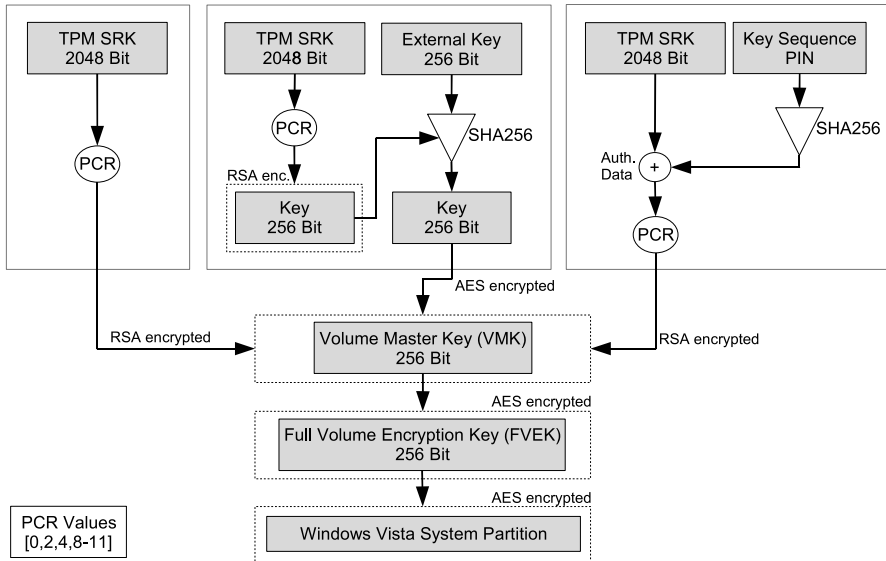 TPM SRK
2048 Bit
PCR
TPM SRK
2048 Bit
External Key
256 Bit
PCR
SHA256
RSA enc.
Key
256 Bit
Key
256 Bit
TPM SRK
2048 Bit
Key Sequence
PIN
SHA256
Auth.
Data
+
PCR
AES encrypted
RSA encrypted
RSA encrypted
Volume Master Key (VMK)
256 Bit
AES encrypted
Full Volume Encryption Key (FVEK)
256 Bit
AES encrypted
Windows Vista System Partition
PCR Values
[0,2,4,8-11]